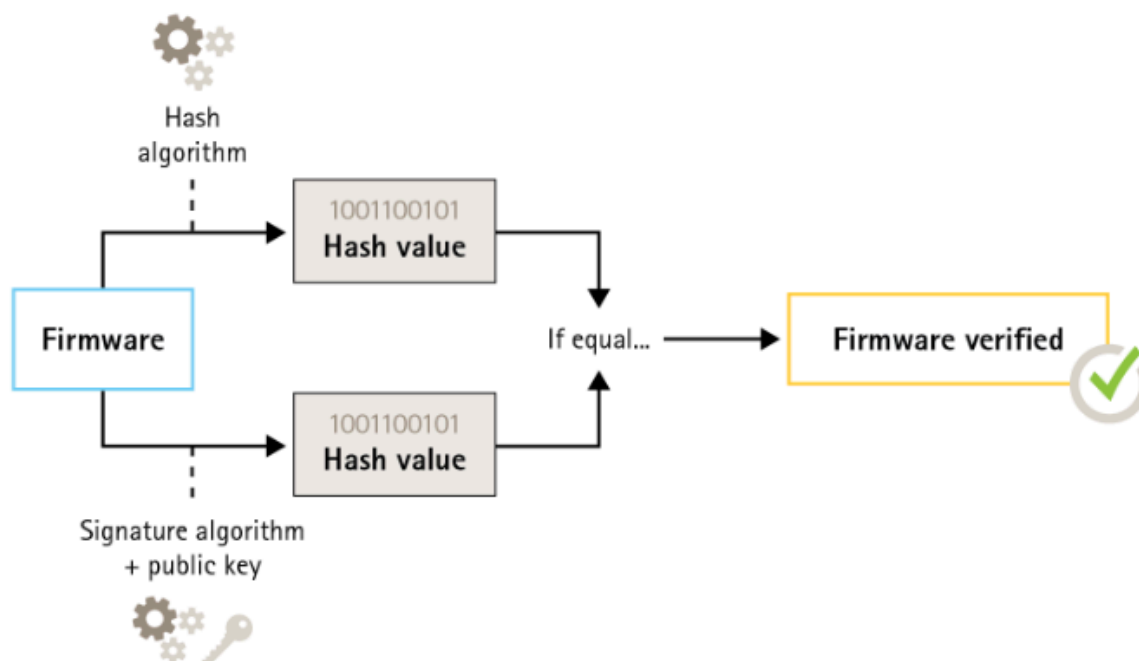 Hash
algorithm
1001100101
Hash value
Firmware
If equal...
Firmware verified
1001100101
Hash value
Signature algorithm
+ public key